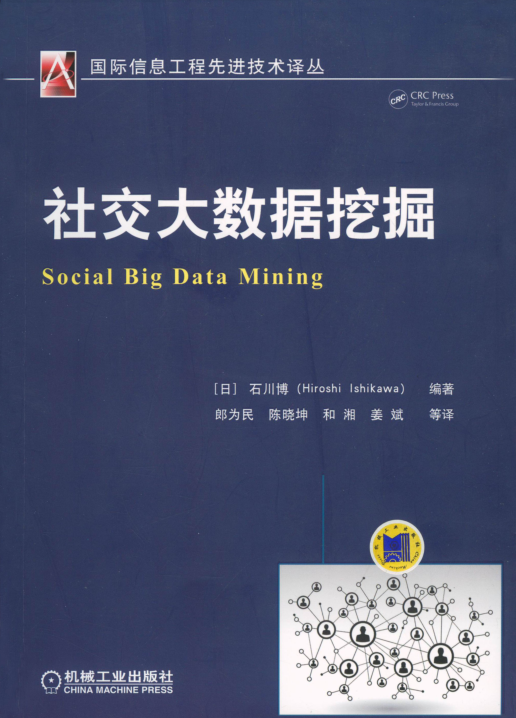 国际信息工程先进技术译丛
CRC
CRC Press
Taylor & Francis Group
社交大数据挖掘
Social Big Data Mining
[日] 石川博 (Hiroshi Ishikawa) 编著
郎为民 陈晓坤 和 湘 姜 斌 等译
机械工业出版社
CHINA MACHINE PRESS